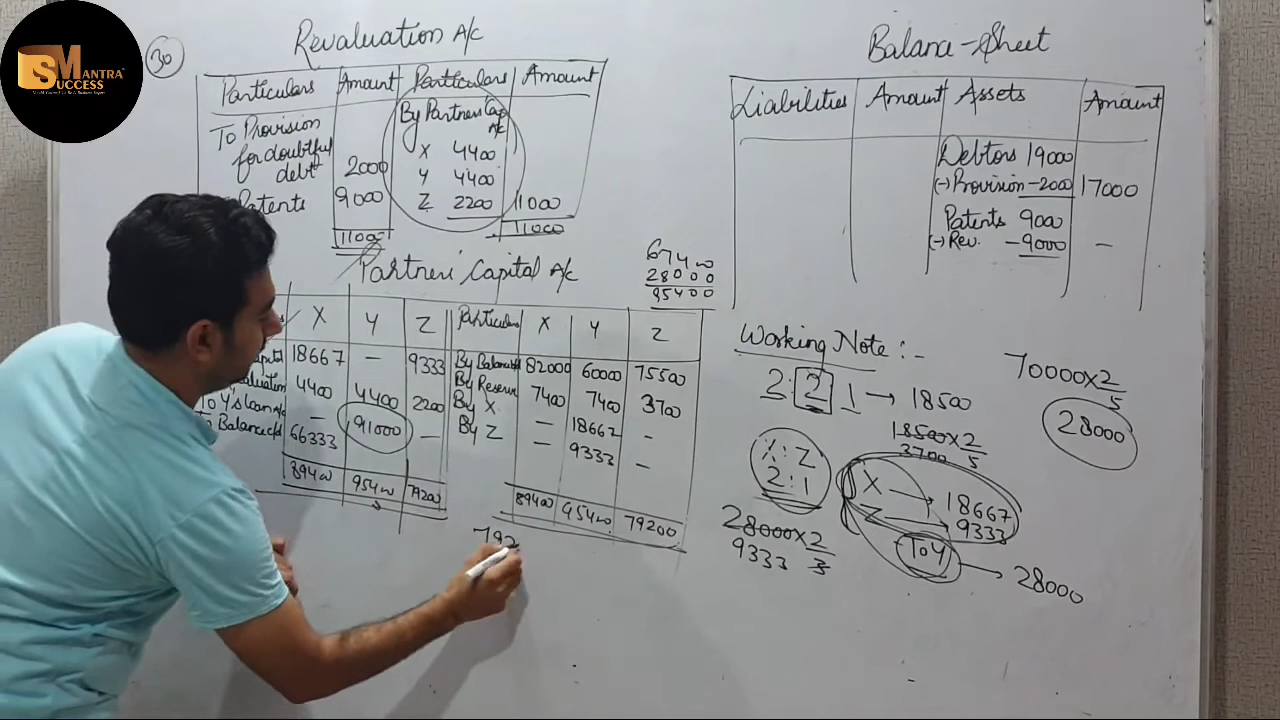 SM
MANTRA
SUCCESS
30
Revaluation A/c
Particulars Amount Particulars Amount
To Provision for doubtful debt 2000
Patents 9000
11000
By Partners Cap A/c
X 4400
Y 4400
Z 2200 11000
11000
Partners' Capital A/c
67400
28000
95400
X Y Z Particulars X Y Z
apital 18667 — 9333 By Balance b/d 82000 60000 75500
aluation 4400 4400 2200 By Reserve 7400 7400 3700
To Y's Loan A/c — 91000 — By X — 18667 —
To Balance c/d 66333 By Z — 9333 —
89400 95400 79200 89400 95400 79200
792
Balance-Sheet
Liabilities Amount Assets Amount
Debtors 19000
(-) Provision -2000 17000
Patents 9000
(-) Rev. -9000 —
Working Note :-
2:2 1 → 18500
18500×2/5
3700
70000×2/5
28000
X:Z
2:1
28000×2/3
9333
X → 18667
Z → 9333
To Y → 28000